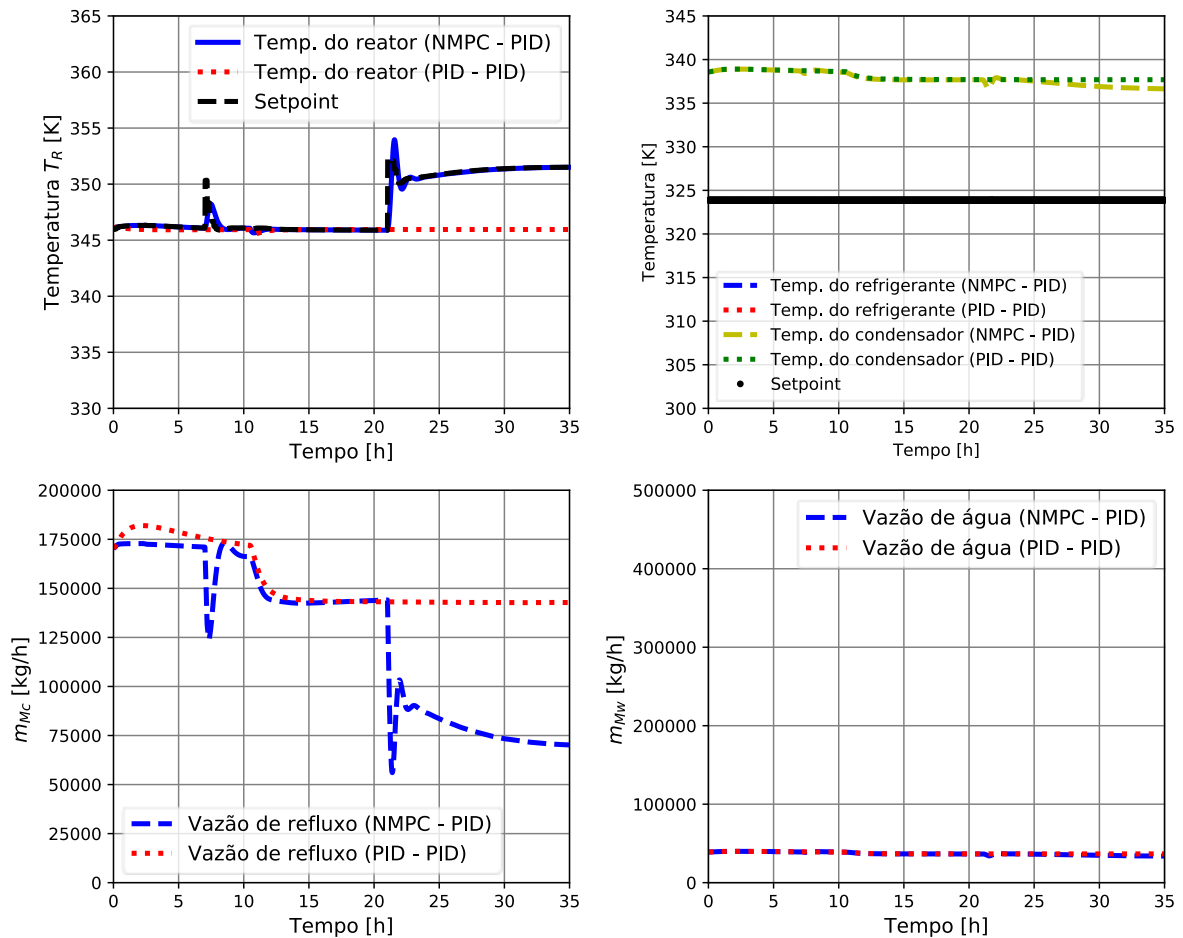 365
360
355
350
345
340
335
330
Temperatura T_R [K]
Temp. do reator (NMPC - PID)
Temp. do reator (PID - PID)
Setpoint
0 5 10 15 20 25 30 35
Tempo [h]
345
340
335
330
325
320
315
310
305
300
Temperatura [K]
Temp. do refrigerante (NMPC - PID)
Temp. do refrigerante (PID - PID)
Temp. do condensador (NMPC - PID)
Temp. do condensador (PID - PID)
Setpoint
0 5 10 15 20 25 30 35
Tempo [h]
200000
175000
150000
125000
100000
75000
50000
25000
0
m_Mc [kg/h]
Vazão de refluxo (NMPC - PID)
Vazão de refluxo (PID - PID)
0 5 10 15 20 25 30 35
Tempo [h]
500000
400000
300000
200000
100000
0
m_Mw [kg/h]
Vazão de água (NMPC - PID)
Vazão de água (PID - PID)
0 5 10 15 20 25 30 35
Tempo [h]